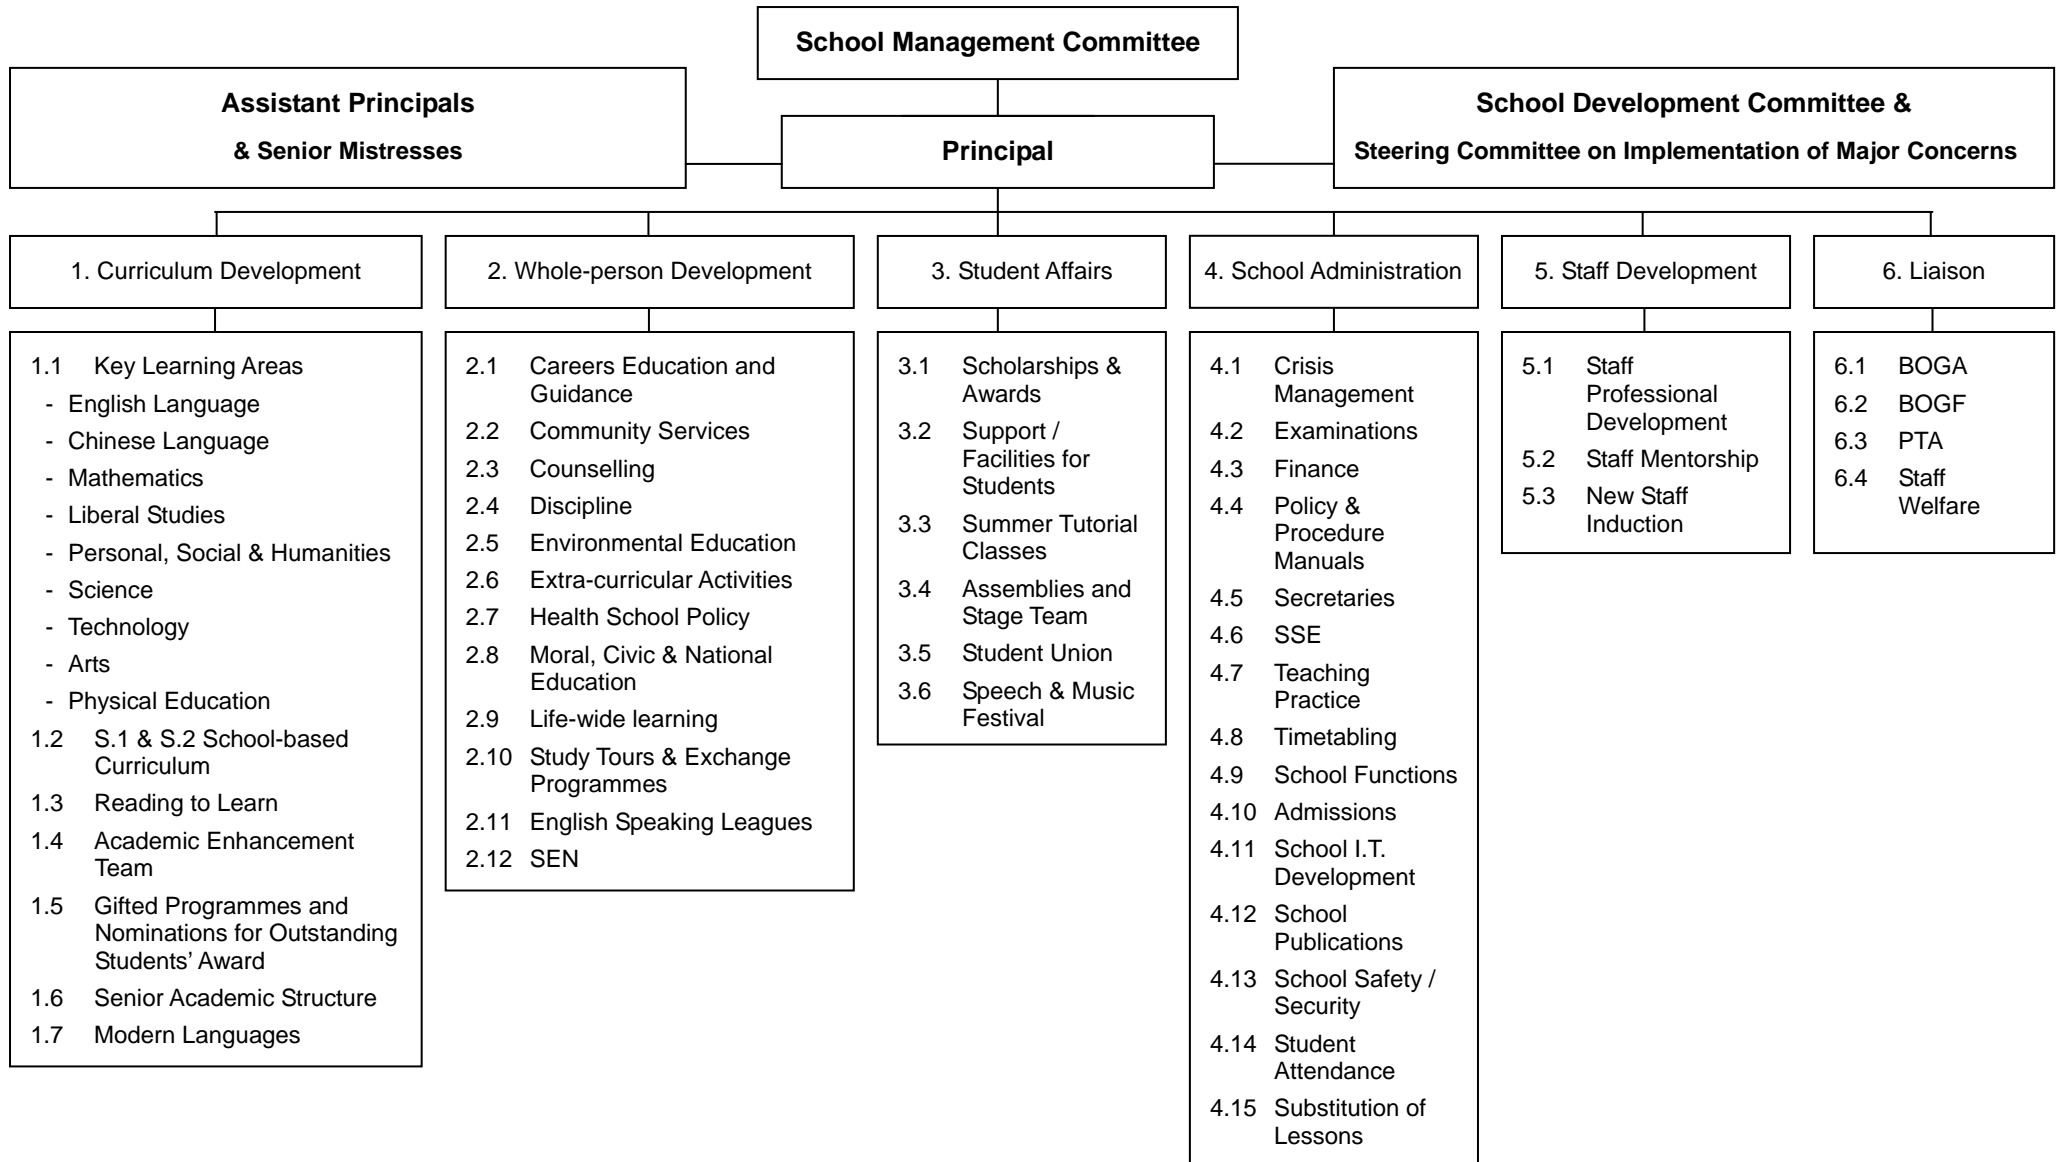 School Management Committee
Assistant Principals
& Senior Mistresses
Principal
School Development Committee &
Steering Committee on Implementation of Major Concerns
1. Curriculum Development
1.1 Key Learning Areas
- English Language
- Chinese Language
- Mathematics
- Liberal Studies
- Personal, Social & Humanities
- Science
- Technology
- Arts
- Physical Education
1.2 S.1 & S.2 School-based
Curriculum
1.3 Reading to Learn
1.4 Academic Enhancement
Team
1.5 Gifted Programmes and
Nominations for Outstanding
Students' Award
1.6 Senior Academic Structure
1.7 Modern Languages
2. Whole-person Development
2.1 Careers Education and
Guidance
2.2 Community Services
2.3 Counselling
2.4 Discipline
2.5 Environmental Education
2.6 Extra-curricular Activities
2.7 Health School Policy
2.8 Moral, Civic & National
Education
2.9 Life-wide learning
2.10 Study Tours & Exchange
Programmes
2.11 English Speaking Leagues
2.12 SEN
3. Student Affairs
3.1 Scholarships &
Awards
3.2 Support /
Facilities for
Students
3.3 Summer Tutorial
Classes
3.4 Assemblies and
Stage Team
3.5 Student Union
3.6 Speech & Music
Festival
4. School Administration
4.1 Crisis
Management
4.2 Examinations
4.3 Finance
4.4 Policy &
Procedure
Manuals
4.5 Secretaries
4.6 SSE
4.7 Teaching
Practice
4.8 Timetabling
4.9 School Functions
4.10 Admissions
4.11 School I.T.
Development
4.12 School
Publications
4.13 School Safety /
Security
4.14 Student
Attendance
4.15 Substitution of
Lessons
5. Staff Development
5.1 Staff
Professional
Development
5.2 Staff Mentorship
5.3 New Staff
Induction
6. Liaison
6.1 BOGA
6.2 BOGF
6.3 PTA
6.4 Staff
Welfare